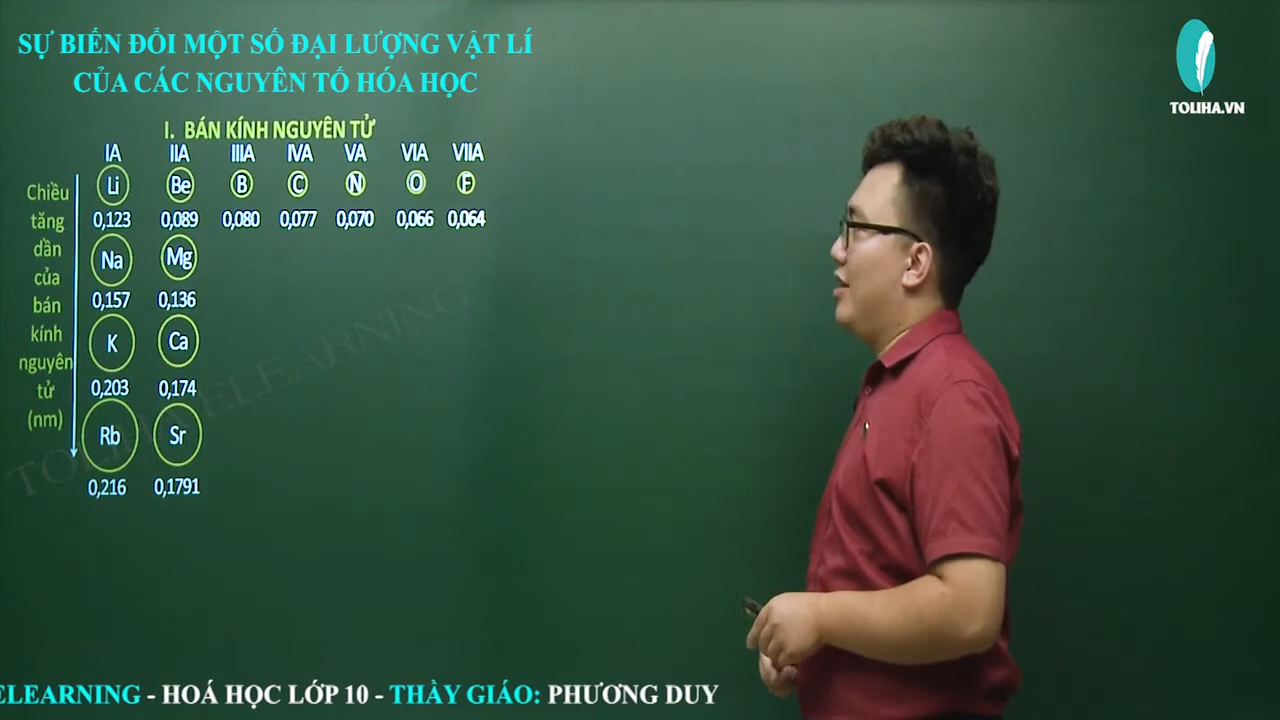 SỰ BIẾN ĐỔI MỘT SỐ ĐẠI LƯỢNG VẬT LÍ
CỦA CÁC NGUYÊN TỐ HÓA HỌC
TOLIHA.VN
I. BÁN KÍNH NGUYÊN TỬ
IA IIA IIIA IVA VA VIA VIIA
Li Be B C N O F
0,123 0,089 0,080 0,077 0,070 0,066 0,064
Na Mg
0,157 0,136
K Ca
0,203 0,174
Rb Sr
0,216 0,1791
Chiều
tăng
dần
của
bán
kính
nguyên
tử
(nm)
TOLIHA ELEARNING
ELEARNING - HOÁ HỌC LỚP 10 - THẦY GIÁO: PHƯƠNG DUY